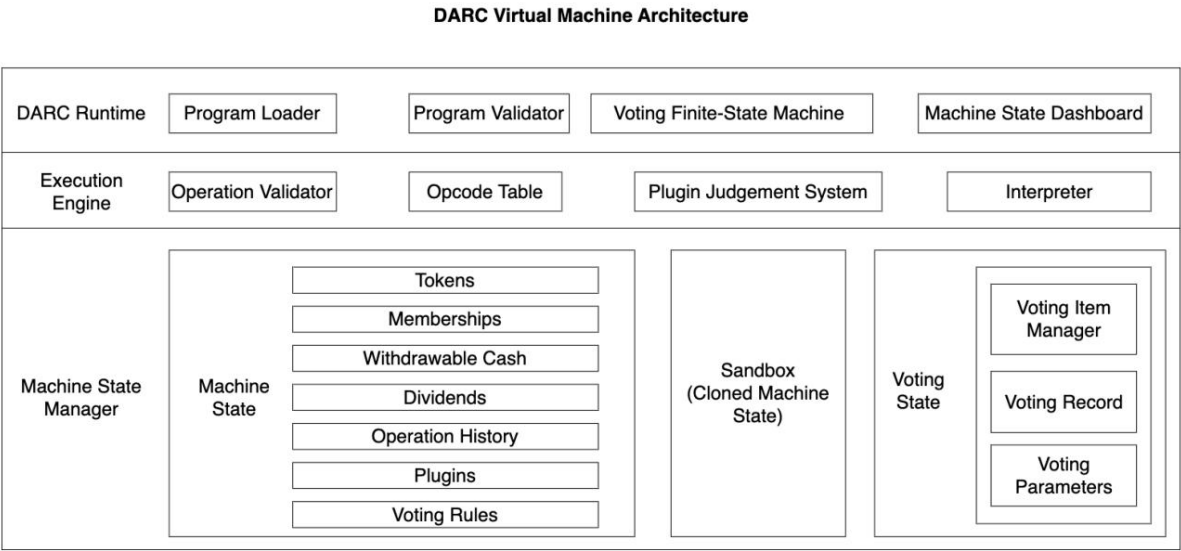 DARC Virtual Machine Architecture
DARC Runtime
Program Loader
Program Validator
Voting Finite-State Machine
Machine State Dashboard
Execution
Engine
Operation Validator
Opcode Table
Plugin Judgement System
Interpreter
Machine State
Manager
Machine
State
Tokens
Memberships
Withdrawable Cash
Dividends
Operation History
Plugins
Voting Rules
Sandbox
(Cloned Machine
State)
Voting
State
Voting Item
Manager
Voting Record
Voting
Parameters